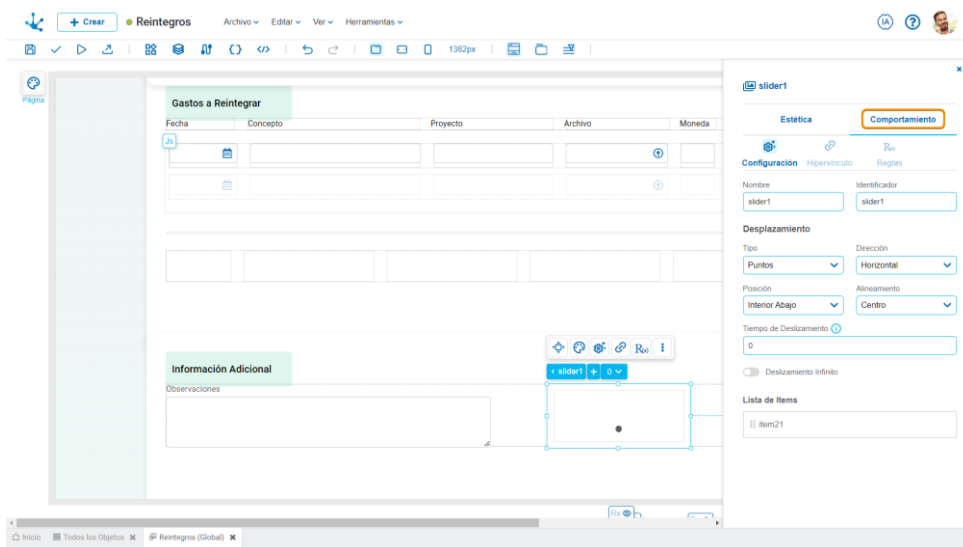 Crear
Reintegros
Archivo Editar Ver Herramientas
IA
?
1382px
Página
Gastos a Reintegrar
Fecha Concepto Proyecto Archivo Moneda
Js
Información Adicional
R(x)
slider1 + 0
Observaciones
Rx
slider1
Estética Comportamiento
R(x)
Configuración Hipervínculo Reglas
Nombre Identificador
slider1 slider1
Desplazamiento
Tipo Dirección
Puntos Horizontal
Posición Alineamiento
Interior Abajo Centro
Tiempo de Deslizamiento
0
Deslizamiento Infinito
Lista de Items
item21
Inicio Todos los Objetos Reintegros (Global)